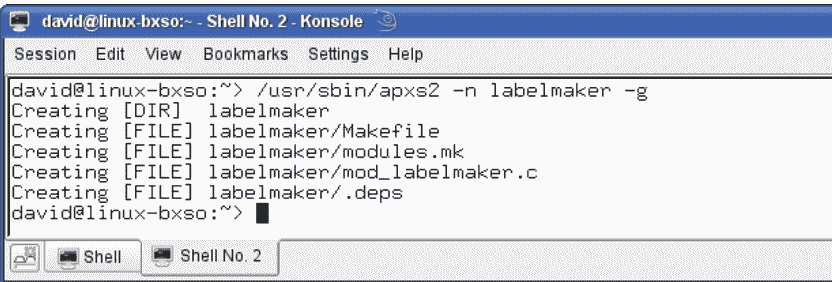 david@linux-bxso:~ - Shell No. 2 - Konsole
Session Edit View Bookmarks Settings Help
david@linux-bxso:~> /usr/sbin/apxs2 -n labelmaker -g
Creating [DIR]  labelmaker
Creating [FILE] labelmaker/Makefile
Creating [FILE] labelmaker/modules.mk
Creating [FILE] labelmaker/mod_labelmaker.c
Creating [FILE] labelmaker/.deps
david@linux-bxso:~>
Shell Shell No. 2